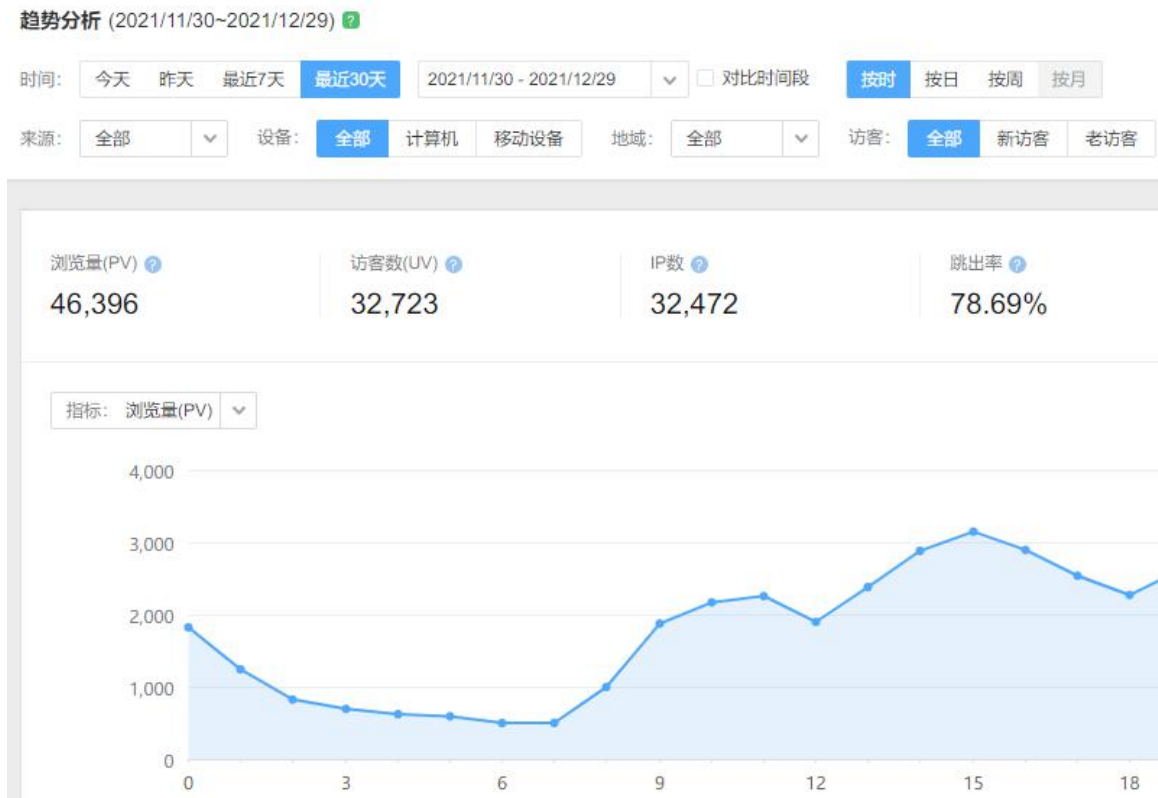 趋势分析 (2021/11/30~2021/12/29) ?
时间: 今天 昨天 最近7天 最近30天 2021/11/30 - 2021/12/29 对比时间段 按时 按日 按周 按月
来源: 全部 设备: 全部 计算机 移动设备 地域: 全部 访客: 全部 新访客 老访客
浏览量(PV) ? 访客数(UV) ? IP数 ? 跳出率 ?
46,396 32,723 32,472 78.69%
指标: 浏览量(PV)
4,000
3,000
2,000
1,000
0
0 3 6 9 12 15 18